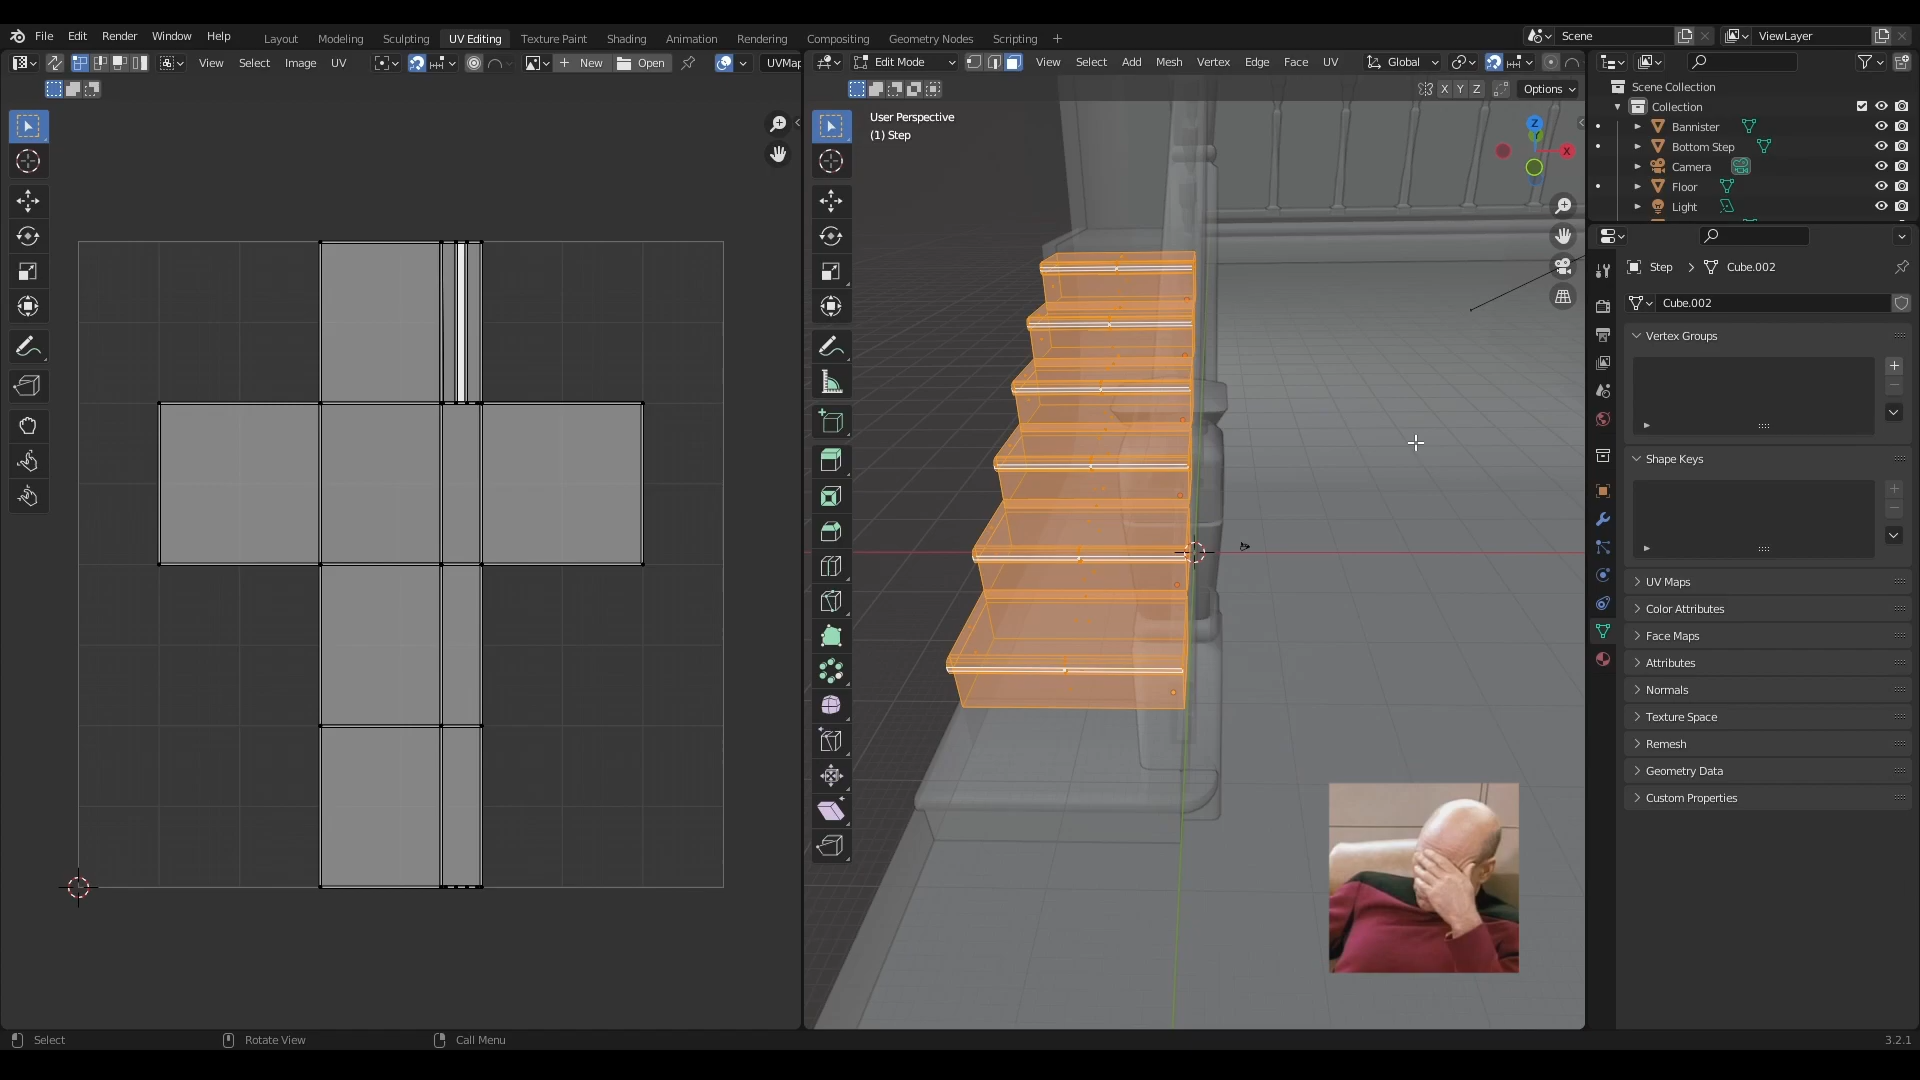 File Edit Render Window Help
Layout Modeling Sculpting UV Editing Texture Paint Shading Animation Rendering Compositing Geometry Nodes Scripting
Scene
ViewLayer
View Select Image UV
New Open
UVMap
Edit Mode
View Select Add Mesh Vertex Edge Face UV
Global
X Y Z
Options
User Perspective
(1) Step
Z
X
Scene Collection
Collection
Bannister
Bottom Step
Camera
Floor
Light
Step Cube.002
Cube.002
Vertex Groups
Shape Keys
UV Maps
Color Attributes
Face Maps
Attributes
Normals
Texture Space
Remesh
Geometry Data
Custom Properties
Select Rotate View Call Menu
3.2.1